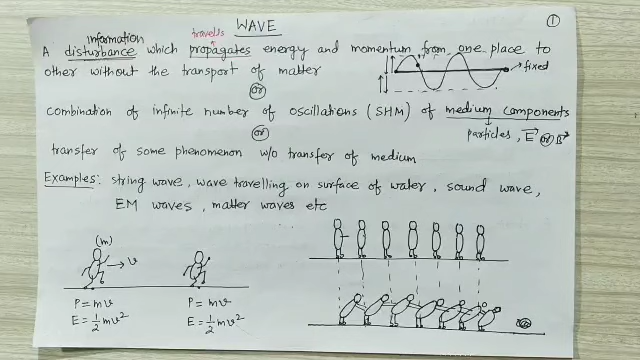 WAVE
①
information
travells
A disturbance which propagates energy and momentum from one place to
other without the transport of matter
fixed
or
combination of infinite number of oscillations (SHM) of medium components
particles, E or B
or
transfer of some phenomenon w/o transfer of medium
Examples: string wave, wave travelling on surface of water, sound wave,
EM waves, matter waves etc
(m)
v
P = mv
E = 1/2 mv²
P = mv
E = 1/2 mv²